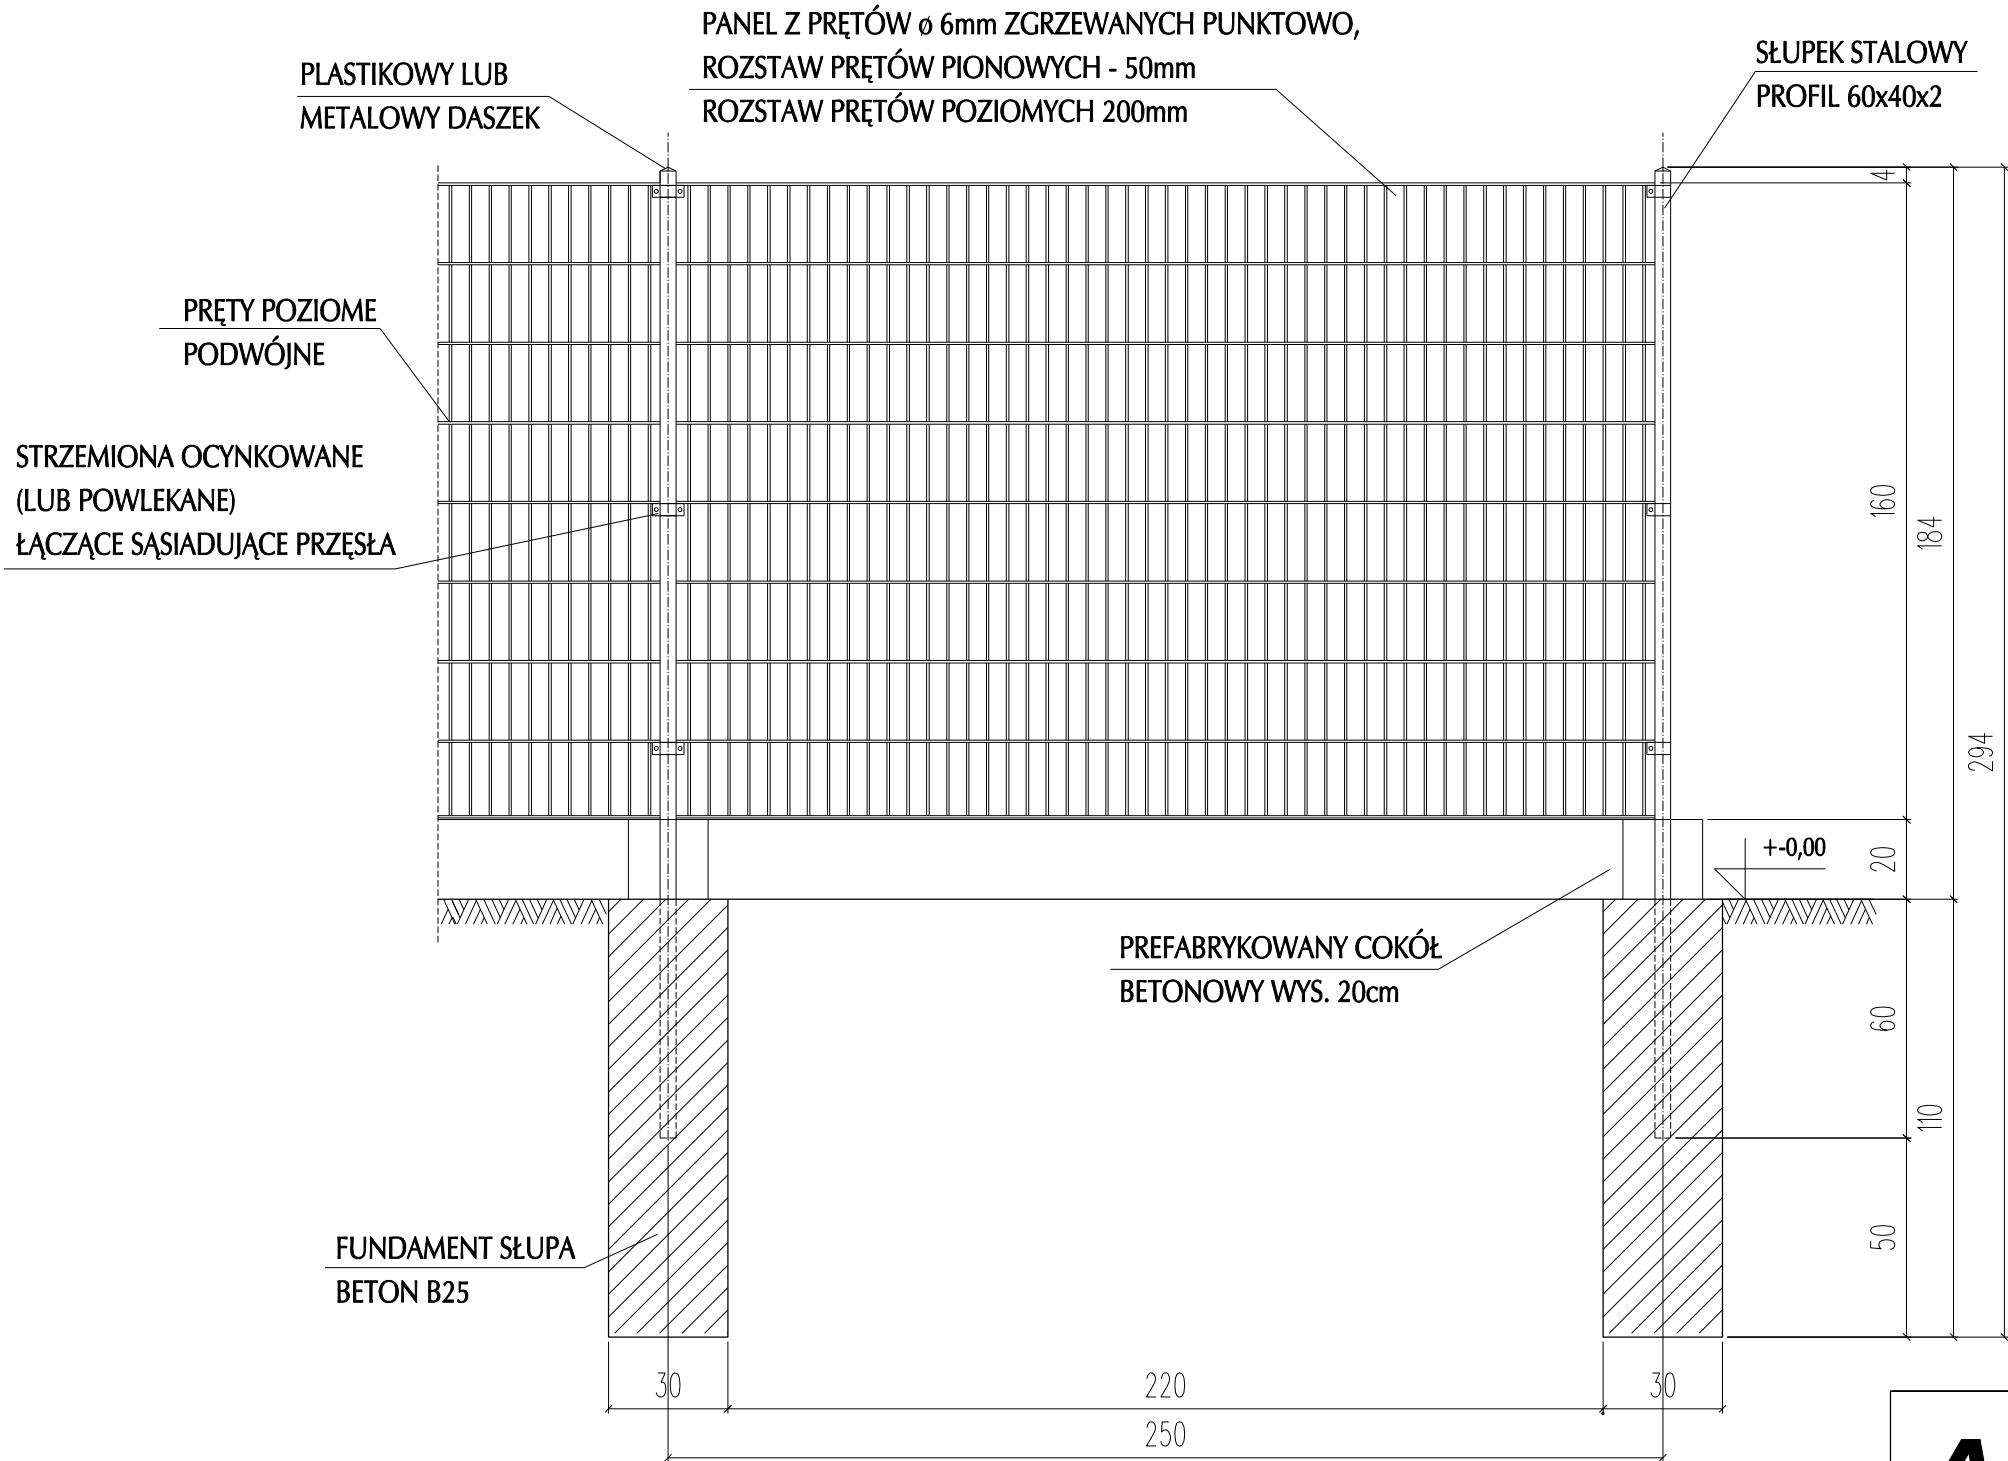 PANEL Z PRĘTÓW ø 6mm ZGRZEWANYCH PUNKTOWO,
ROZSTAW PRĘTÓW PIONOWYCH - 50mm
ROZSTAW PRĘTÓW POZIOMYCH 200mm
PLASTIKOWY LUB
METALOWY DASZEK
SŁUPEK STALOWY
PROFIL 60x40x2
PRĘTY POZIOME
PODWÓJNE
STRZEMIONA OCYNKOWANE
(LUB POWLEKANE)
ŁĄCZĄCE SĄSIADUJĄCE PRZĘSŁA
4
160
184
294
20
+-0,00
PREFABRYKOWANY COKÓŁ
BETONOWY WYS. 20cm
60
110
50
FUNDAMENT SŁUPA
BETON B25
30
220
30
250